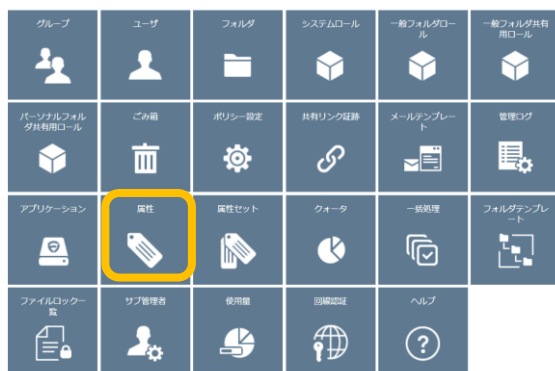 グループ
ユーザ
フォルダ
システムロール
一般フォルダロー
ル
一般フォルダ共有
用ロール
パーソナルフォル
ダ共有用ロール
ごみ箱
ポリシー設定
共有リンク証跡
メールテンプレー
ト
管理ログ
アプリケーション
属性
属性セット
クォータ
一括処理
フォルダテンプレ
ート
ファイルロック一
覧
サブ管理者
使用量
回線認証
ヘルプ